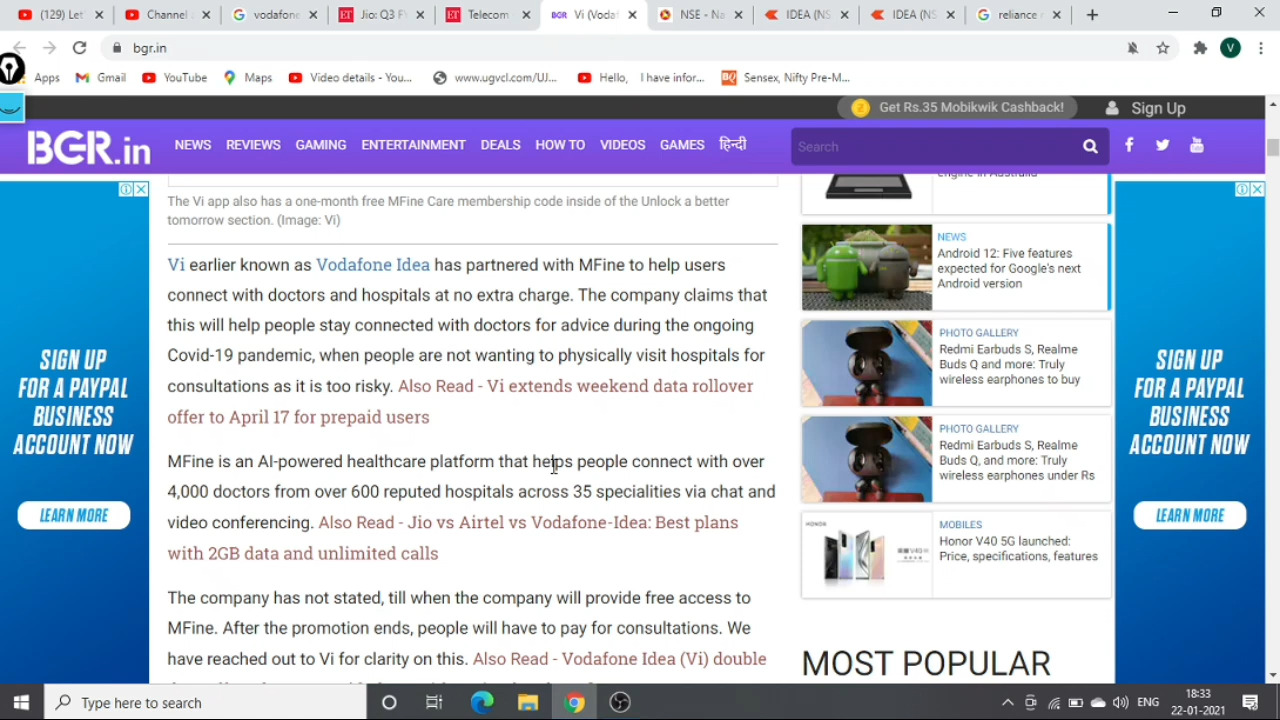 (129) Let'
Channel
vodafone
Jio: Q3 F
Telecom
Vi (Voda
NSE - Na
IDEA (NS
IDEA (NS
reliance
bgr.in
V
Apps
Gmail
YouTube
Maps
Video details - You...
www.ugvcl.com/UJ...
Hello, I have infor...
Sensex, Nifty Pre-M...
Get Rs.35 Mobikwik Cashback!
Sign Up
BGR.in
NEWS REVIEWS GAMING ENTERTAINMENT DEALS HOW TO VIDEOS GAMES हिन्दी
Search
The Vi app also has a one-month free MFine Care membership code inside of the Unlock a better
tomorrow section. (Image: Vi)
Vi earlier known as Vodafone Idea has partnered with MFine to help users
connect with doctors and hospitals at no extra charge. The company claims that
this will help people stay connected with doctors for advice during the ongoing
Covid-19 pandemic, when people are not wanting to physically visit hospitals for
consultations as it is too risky. Also Read - Vi extends weekend data rollover
offer to April 17 for prepaid users
MFine is an AI-powered healthcare platform that helps people connect with over
4,000 doctors from over 600 reputed hospitals across 35 specialities via chat and
video conferencing. Also Read - Jio vs Airtel vs Vodafone-Idea: Best plans
with 2GB data and unlimited calls
The company has not stated, till when the company will provide free access to
MFine. After the promotion ends, people will have to pay for consultations. We
have reached out to Vi for clarity on this. Also Read - Vodafone Idea (Vi) double
engine in Australia
NEWS
Android 12: Five features
expected for Google's next
Android version
PHOTO GALLERY
Redmi Earbuds S, Realme
Buds Q and more: Truly
wireless earphones to buy
PHOTO GALLERY
Redmi Earbuds S, Realme
Buds Q, and more: Truly
wireless earphones under Rs
MOBILES
Honor V40 5G launched:
Price, specifications, features
HONOR
MOST POPULAR
SIGN UP
FOR A PAYPAL
BUSINESS
ACCOUNT NOW
LEARN MORE
SIGN UP
FOR A PAYPAL
BUSINESS
ACCOUNT NOW
LEARN MORE
Type here to search
ENG
18:33
22-01-2021